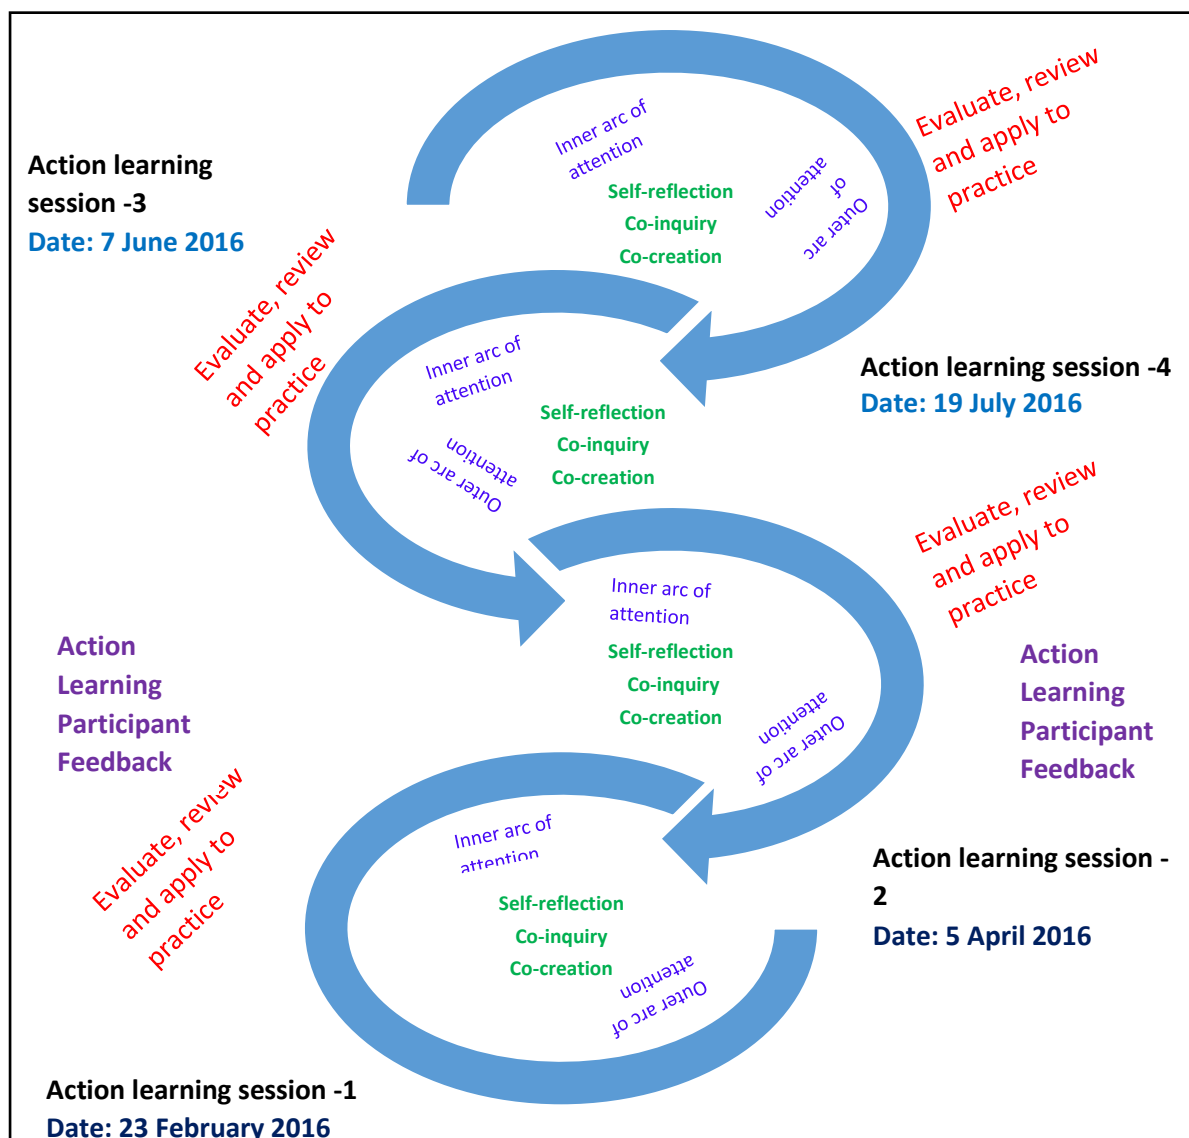 Evaluate, review
and apply to
practice
Inner arc of
attention
Outer arc
of
attention
Self-reflection
Co-inquiry
Co-creation
Action learning
session -3
Date: 7 June 2016
Evaluate, review
and apply to
practice
Inner arc of
attention
Outer arc of
attention
Self-reflection
Co-inquiry
Co-creation
Action learning session -4
Date: 19 July 2016
Evaluate, review
and apply to
practice
Inner arc of
attention
Self-reflection
Co-inquiry
Co-creation
Outer arc of
attention
Action
Learning
Participant
Feedback
Action
Learning
Participant
Feedback
Evaluate, review
and apply to
practice
Inner arc of
attention
Self-reflection
Co-inquiry
Co-creation
Outer arc of
attention
Action learning session -
2
Date: 5 April 2016
Action learning session -1
Date: 23 February 2016